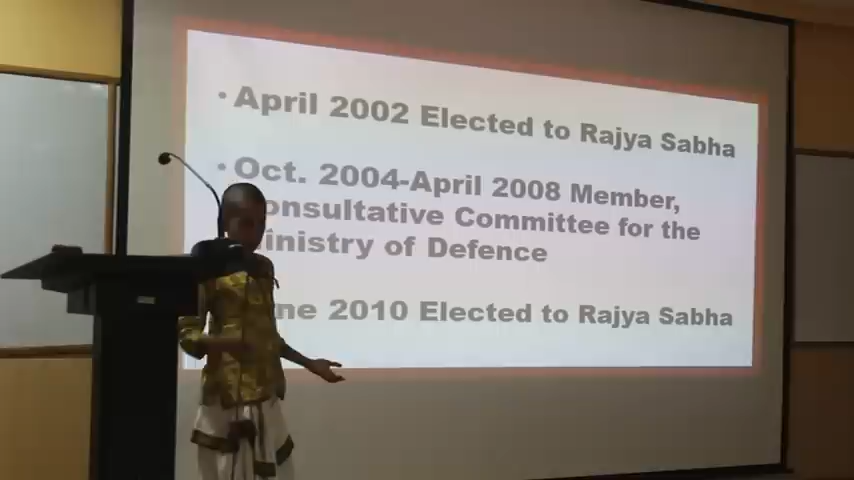 • April 2002 Elected to Rajya Sabha
• Oct. 2004-April 2008 Member,
onsultative Committee for the
inistry of Defence
ne 2010 Elected to Rajya Sabha